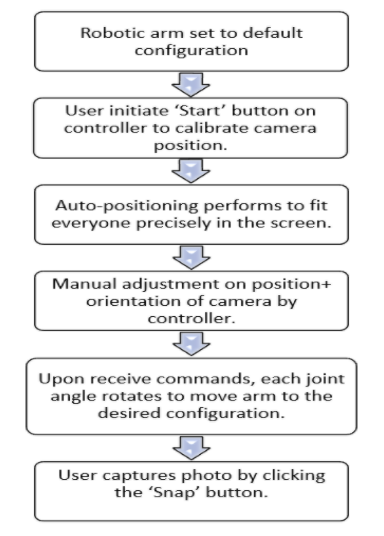 Robotic arm set to default
configuration
User initiate ‘Start’ button on
controller to calibrate camera
position.
Auto-positioning performs to fit
everyone precisely in the screen.
Manual adjustment on position+
orientation of camera by
controller.
Upon receive commands, each joint
angle rotates to move arm to the
desired configuration.
User captures photo by clicking
the ‘Snap’ button.